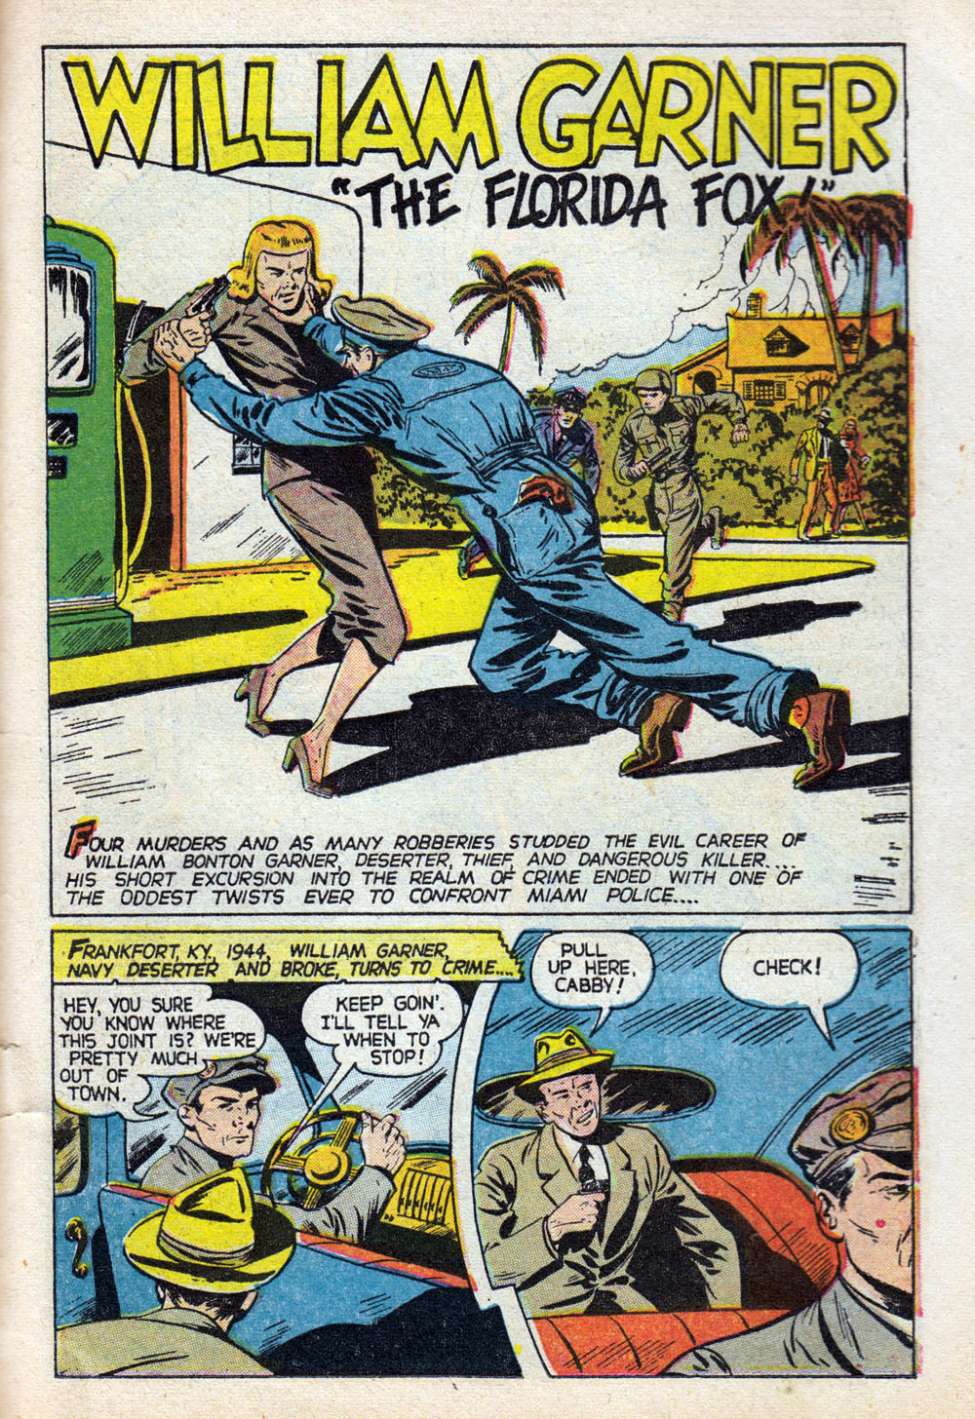 WILLIAM GARNER
"THE FLORIDA FOX!"
FOUR MURDERS AND AS MANY ROBBERIES STUDDED THE EVIL CAREER OF
WILLIAM BONTON GARNER, DESERTER, THIEF, AND DANGEROUS KILLER....
HIS SHORT EXCURSION INTO THE REALM OF CRIME ENDED WITH ONE OF
THE ODDEST TWISTS EVER TO CONFRONT MIAMI POLICE....
FRANKFORT, KY, 1944, WILLIAM GARNER,
NAVY DESERTER AND BROKE, TURNS TO CRIME....
HEY, YOU SURE
YOU KNOW WHERE
THIS JOINT IS? WE'RE
PRETTY MUCH
OUT OF
TOWN.
KEEP GOIN'.
I'LL TELL YA
WHEN TO
STOP!
PULL
UP HERE,
CABBY!
CHECK!